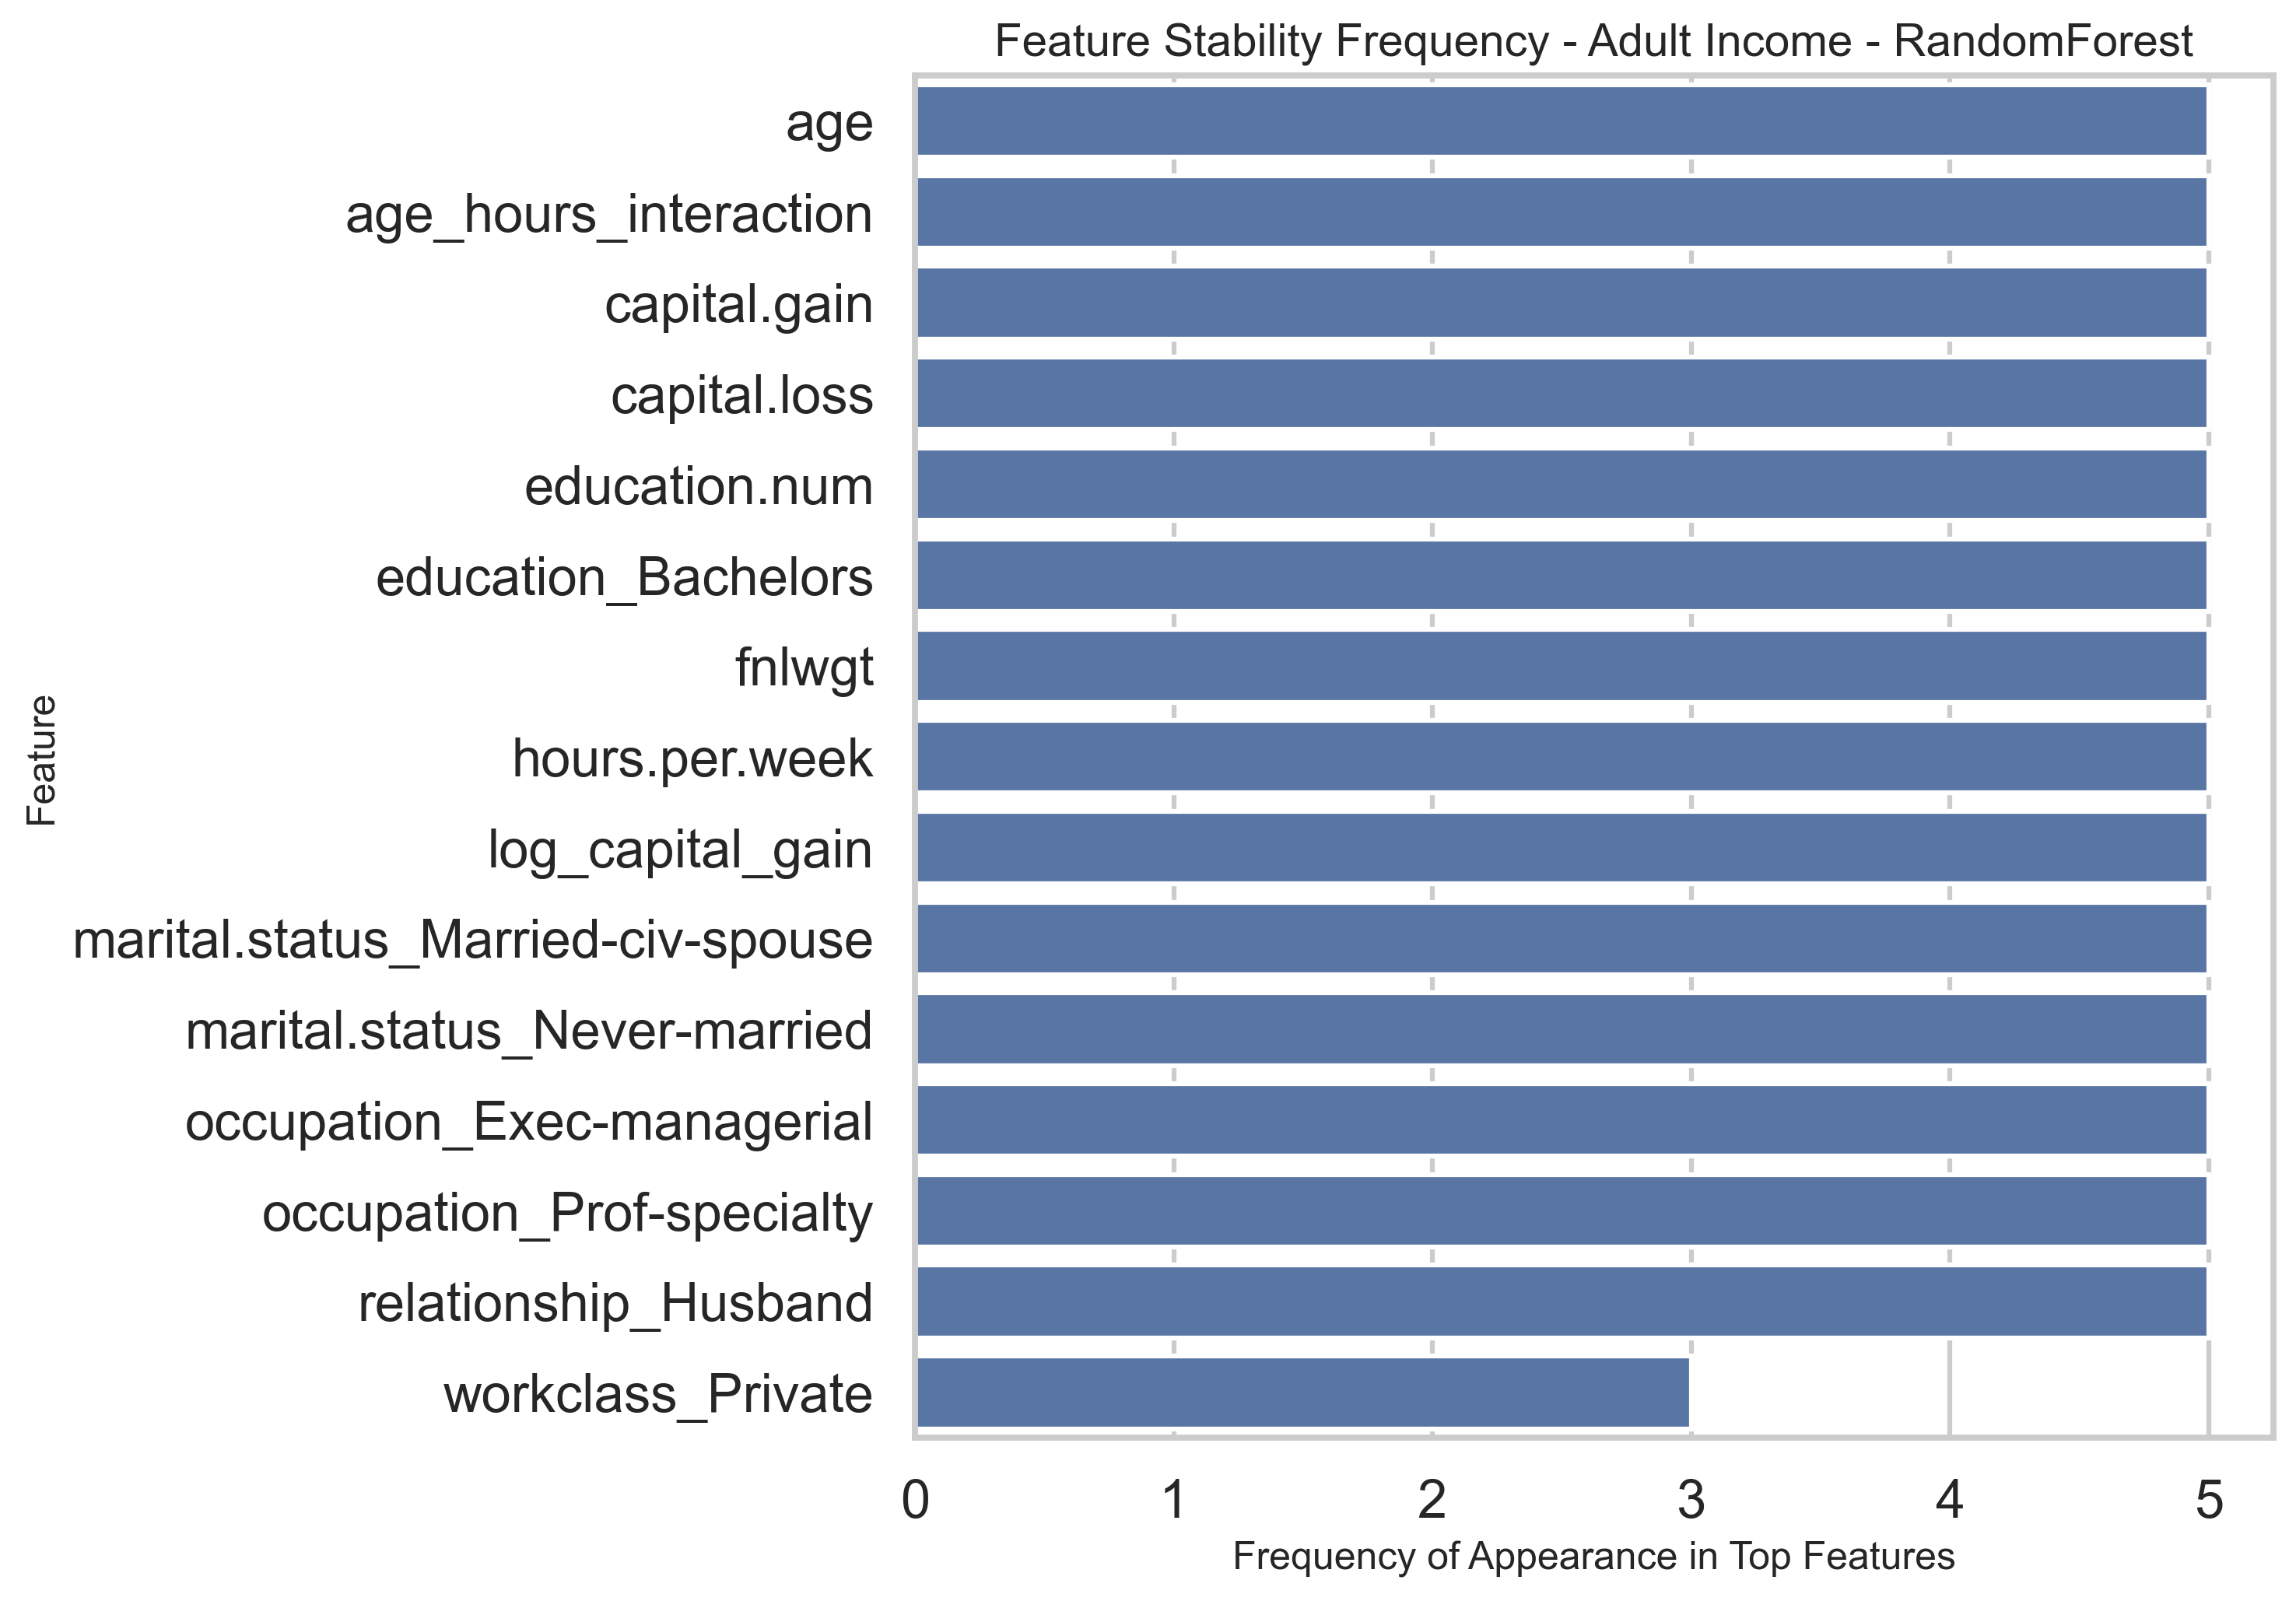 Feature Stability Frequency - Adult Income - RandomForest
age
age_hours_interaction
capital.gain
capital.loss
education.num
education_Bachelors
fnlwgt
hours.per.week
log_capital_gain
marital.status_Married-civ-spouse
marital.status_Never-married
occupation_Exec-managerial
occupation_Prof-specialty
relationship_Husband
workclass_Private
Feature
0 1 2 3 4 5
Frequency of Appearance in Top Features